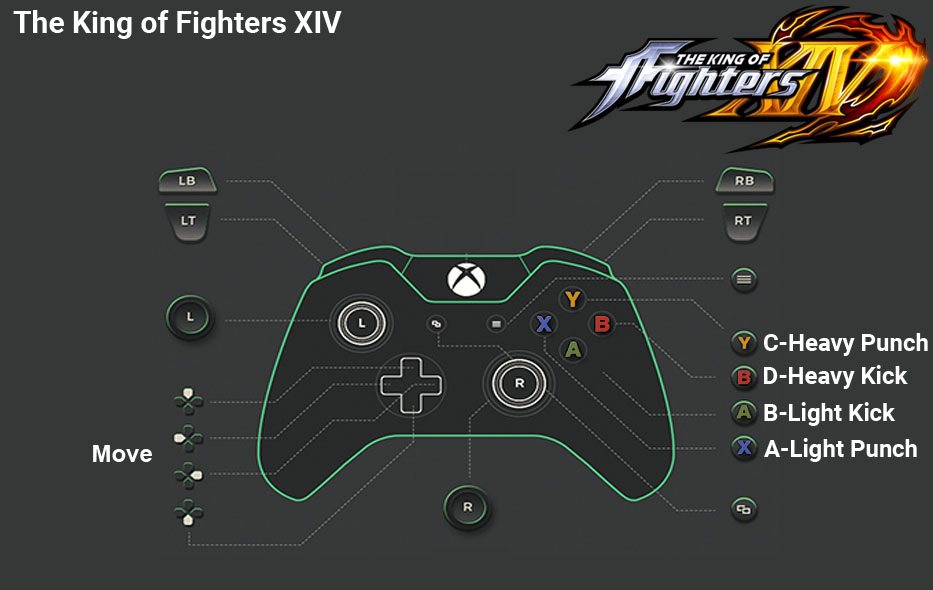 The King of Fighters XIV
THE KING OF
Fighters XIV
LB
RB
LT
RT
L
L
Y
X
B
A
Y C-Heavy Punch
R
B D-Heavy Kick
A B-Light Kick
Move
X A-Light Punch
R